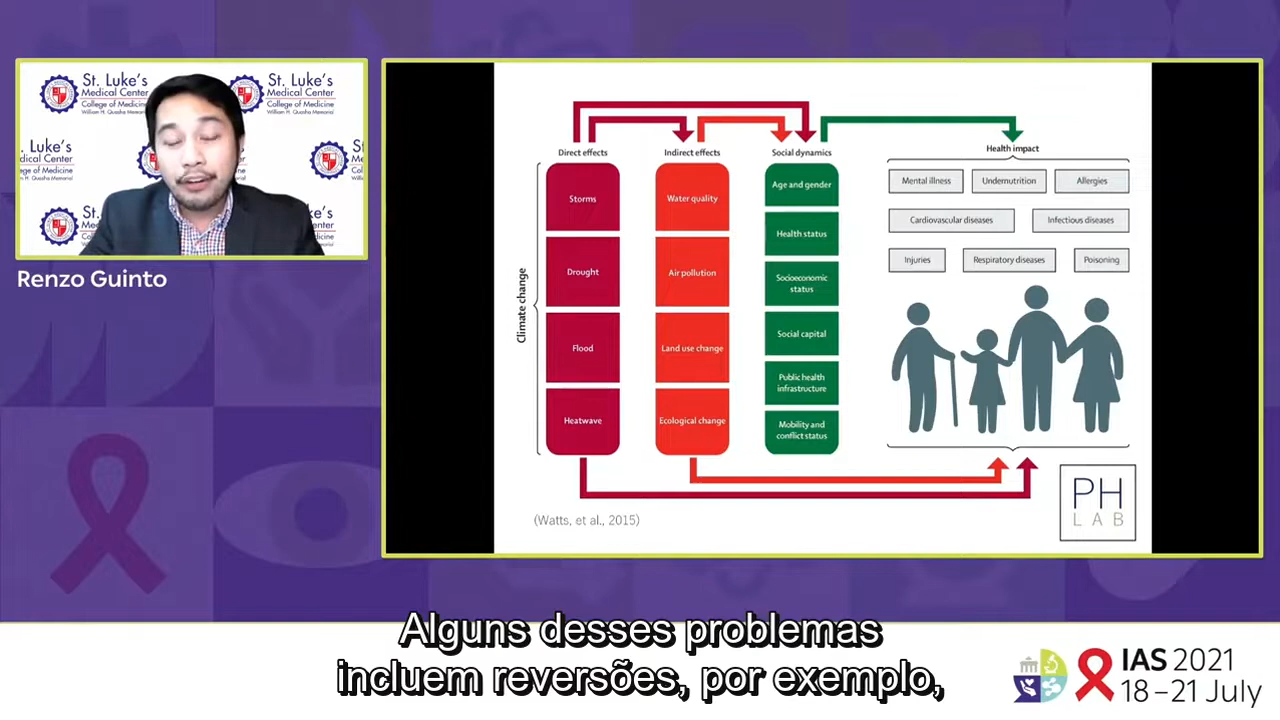 St. Luke's
Medical Center
College of Medicine
William H. Quasha Memorial
St. Luke's
Medical Center
College of Medicine
William H. Quasha Memorial
Renzo Guinto
Direct effects
Indirect effects
Social dynamics
Health impact
Climate change
Storms
Drought
Flood
Heatwave
Water quality
Air pollution
Land use change
Ecological change
Age and gender
Health status
Socioeconomic
status
Social capital
Public health
infrastructure
Mobility and
conflict status
Mental illness
Undernutrition
Allergies
Cardiovascular diseases
Infectious diseases
Injuries
Respiratory diseases
Poisoning
(Watts, et al., 2015)
PH
LAB
Alguns desses problemas
incluem reversões, por exemplo,
IAS 2021
18–21 July